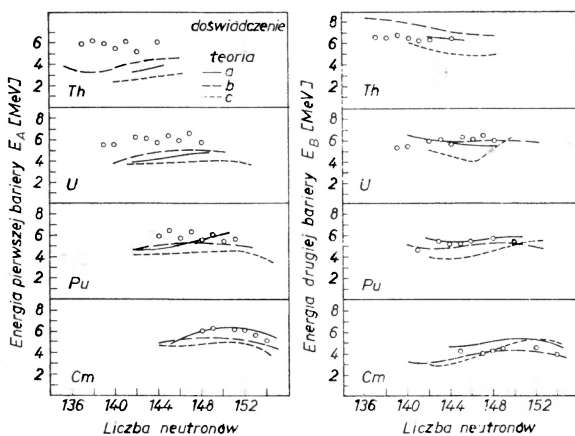 Energia pierwszej bariery E_A [MeV]
doświadczenie
teoria
a
b
c
6
4
2
Th
8
6
4
2
U
8
6
4
2
Pu
8
6
4
2
Cm
136 140 144 148 152
Liczba neutronów
Energia drugiej bariery E_B [MeV]
8
6
4
2
Th
8
6
4
2
U
8
6
4
2
Pu
8
6
4
2
Cm
136 140 144 148 152
Liczba neutronów